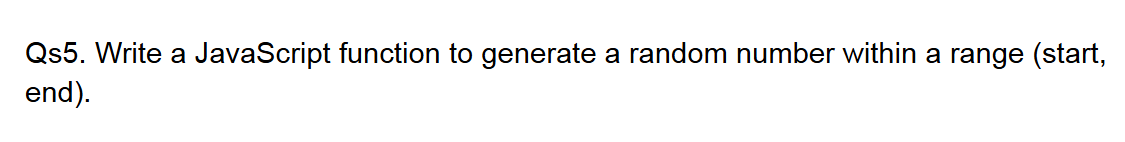 Qs5. Write a JavaScript function to generate a random number within a range (start,
end).